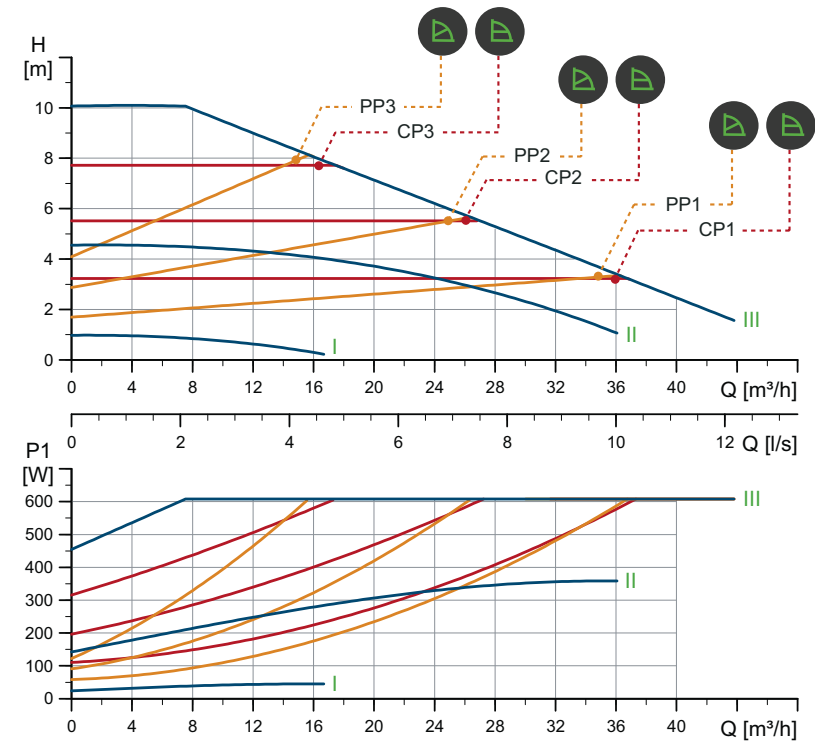 H
[m]
10
8
6
4
2
0
PP3
CP3
PP2
CP2
PP1
CP1
I
II
III
0 4 8 12 16 20 24 28 32 36 40 Q [m³/h]
0 2 4 6 8 10 12 Q [l/s]
P1
[W]
600
500
400
300
200
100
0
III
II
I
0 4 8 12 16 20 24 28 32 36 40 Q [m³/h]